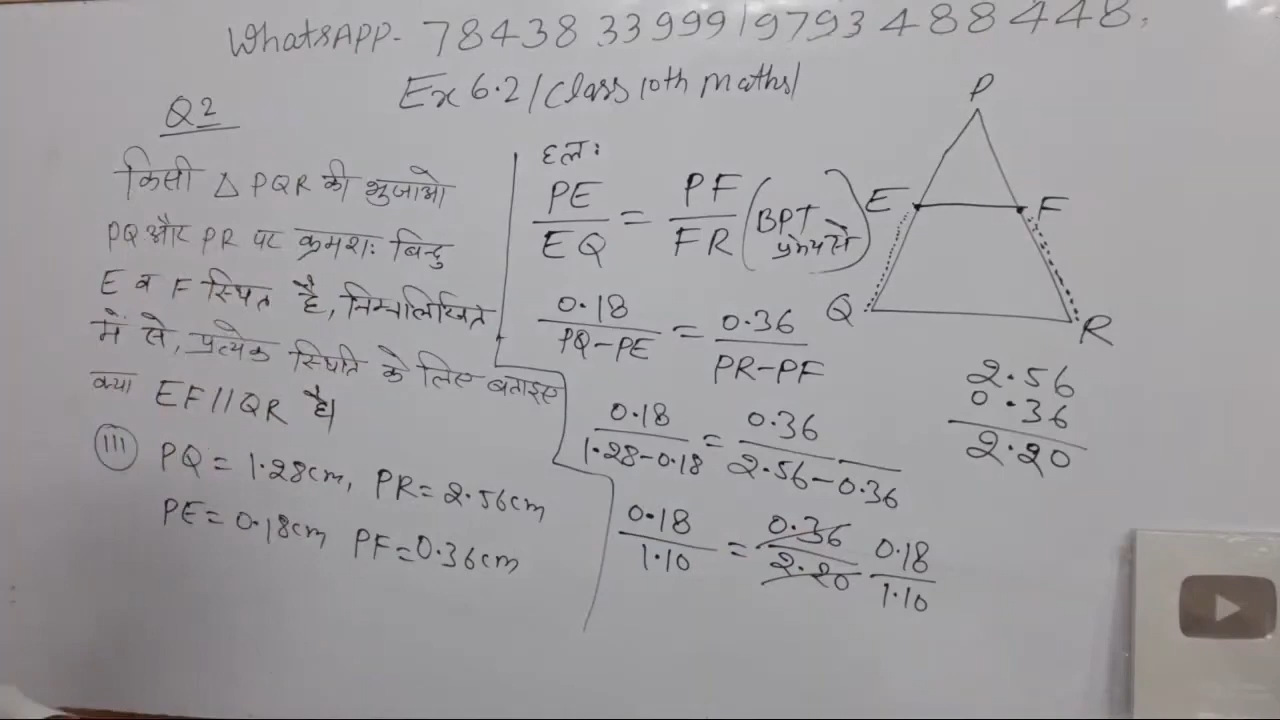 WhatsAPP- 7843833999/9793488448,
Ex 6.2/Class 10th maths/
Q2
किसी △ PQR की भुजाओ
PQ और PR पर क्रमशः बिन्दु
E व F स्थित है, निम्नलिखित
में से, प्रत्येक स्थिति के लिए बताइए
क्या EF//QR है।
(III) PQ = 1.28cm, PR = 2.56cm
PE = 0.18cm PF = 0.36cm
हलः
PE/EQ = PF/FR (BPT प्रमेय से)
0.18/PQ-PE = 0.36/PR-PF
0.18/1.28-0.18 = 0.36/2.56-0.36
0.18/1.10 = 0.36/2.20 0.18/1.10
P
E F
Q R
2.56
0.36
2.20